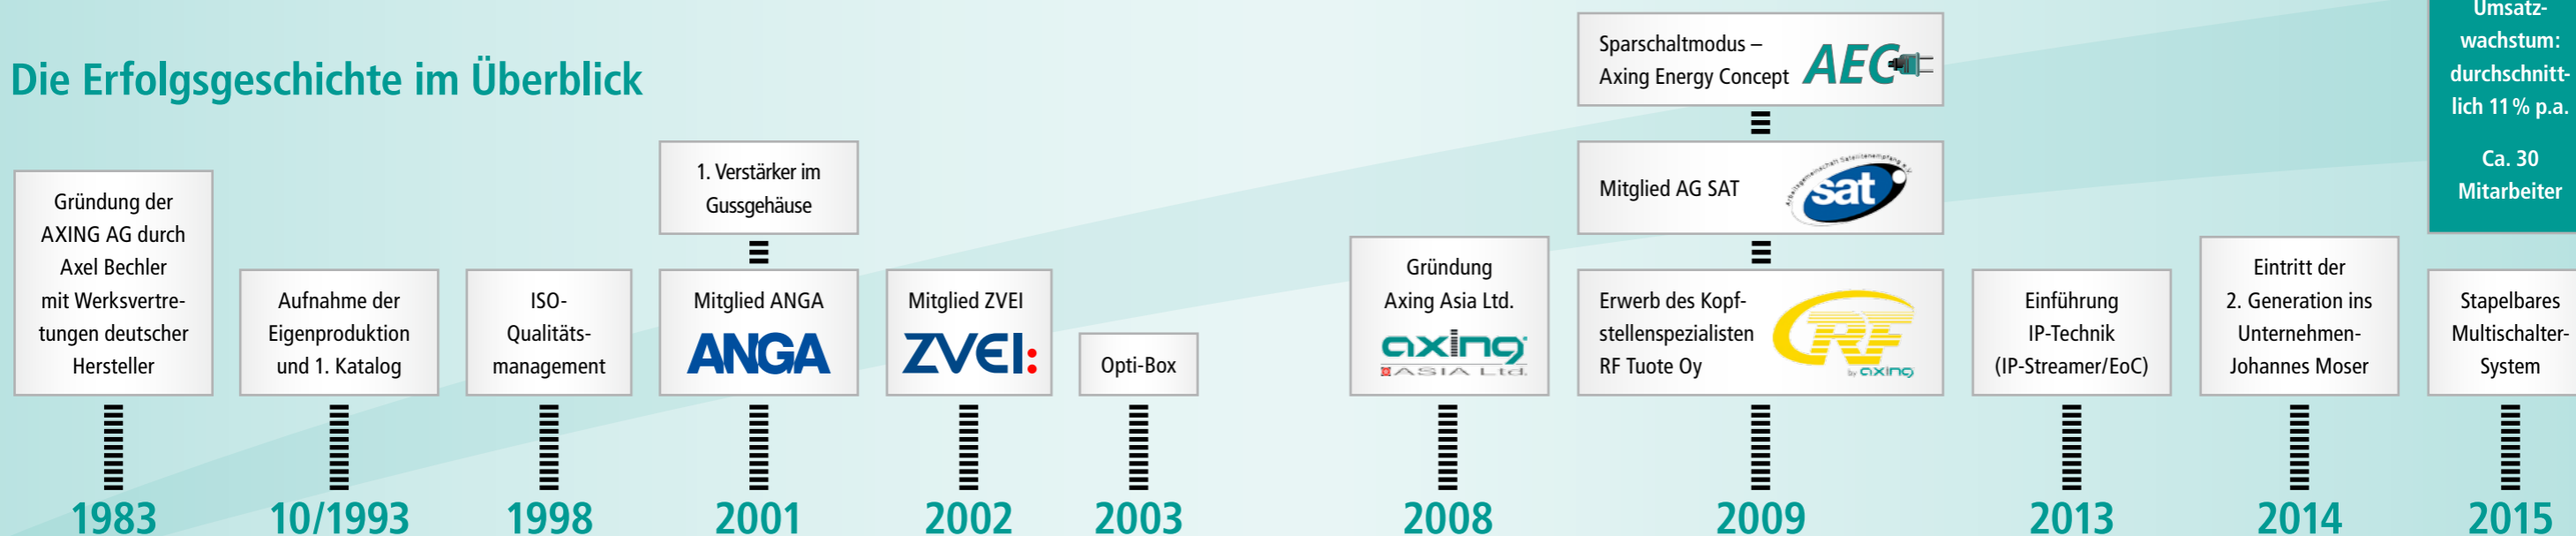 Die Erfolgsgeschichte im Überblick
Gründung der
AXING AG durch
Axel Bechler
mit Werksvertre-
tungen deutscher
Hersteller
1983
Aufnahme der
Eigenproduktion
und 1. Katalog
10/1993
ISO-
Qualitäts-
management
1998
1. Verstärker im
Gussgehäuse
Mitglied ANGA
ANGA
2001
Mitglied ZVEI
ZVEI:
2002
Opti-Box
2003
Gründung
Axing Asia Ltd.
axing
ASIA Ltd.
2008
Sparschaltmodus –
Axing Energy Concept
AEC
Mitglied AG SAT
Arbeitsgemeinschaft Satellitenempfang e.V.
sat
Erwerb des Kopf-
stellenspezialisten
RF Tuote Oy
RF
by axing
2009
Einführung
IP-Technik
(IP-Streamer/EoC)
2013
Eintritt der
2. Generation ins
Unternehmen-
Johannes Moser
2014
Umsatz-
wachstum:
durchschnitt-
lich 11 % p.a.
Ca. 30
Mitarbeiter
Stapelbares
Multischalter-
System
2015